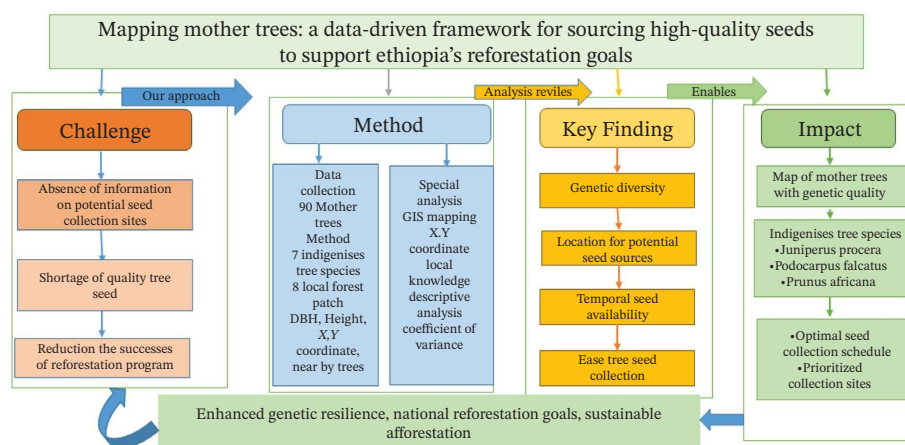 Mapping mother trees: a data-driven framework for sourcing high-quality seeds
to support ethiopia's reforestation goals
Our approach
Analysis reviles
Enables
Challenge
Absence of information
on potential seed
collection sites
Shortage of quality tree
seed
Reduction the successes
of reforestation program
Method
Data
collection
90 Mother
trees
Method
7 indigenises
tree species
8 local forest
patch
DBH, Height,
X,Y
coordinate,
near by trees
Special
analysis
GIS mapping
X.Y
coordinate
local
knowledge
descriptive
analysis
coefficient of
variance
Key Finding
Genetic diversity
Location for potential
seed sources
Temporal seed
availability
Ease tree seed
collection
Impact
Map of mother trees
with genetic quality
Indigenises tree species
•Juniperus procera
•Podocarpus falcatus
•Prunus africana
•Optimal seed
collection schedule
•Prioritized
collection sites
Enhanced genetic resilience, national reforestation goals, sustainable
afforestation